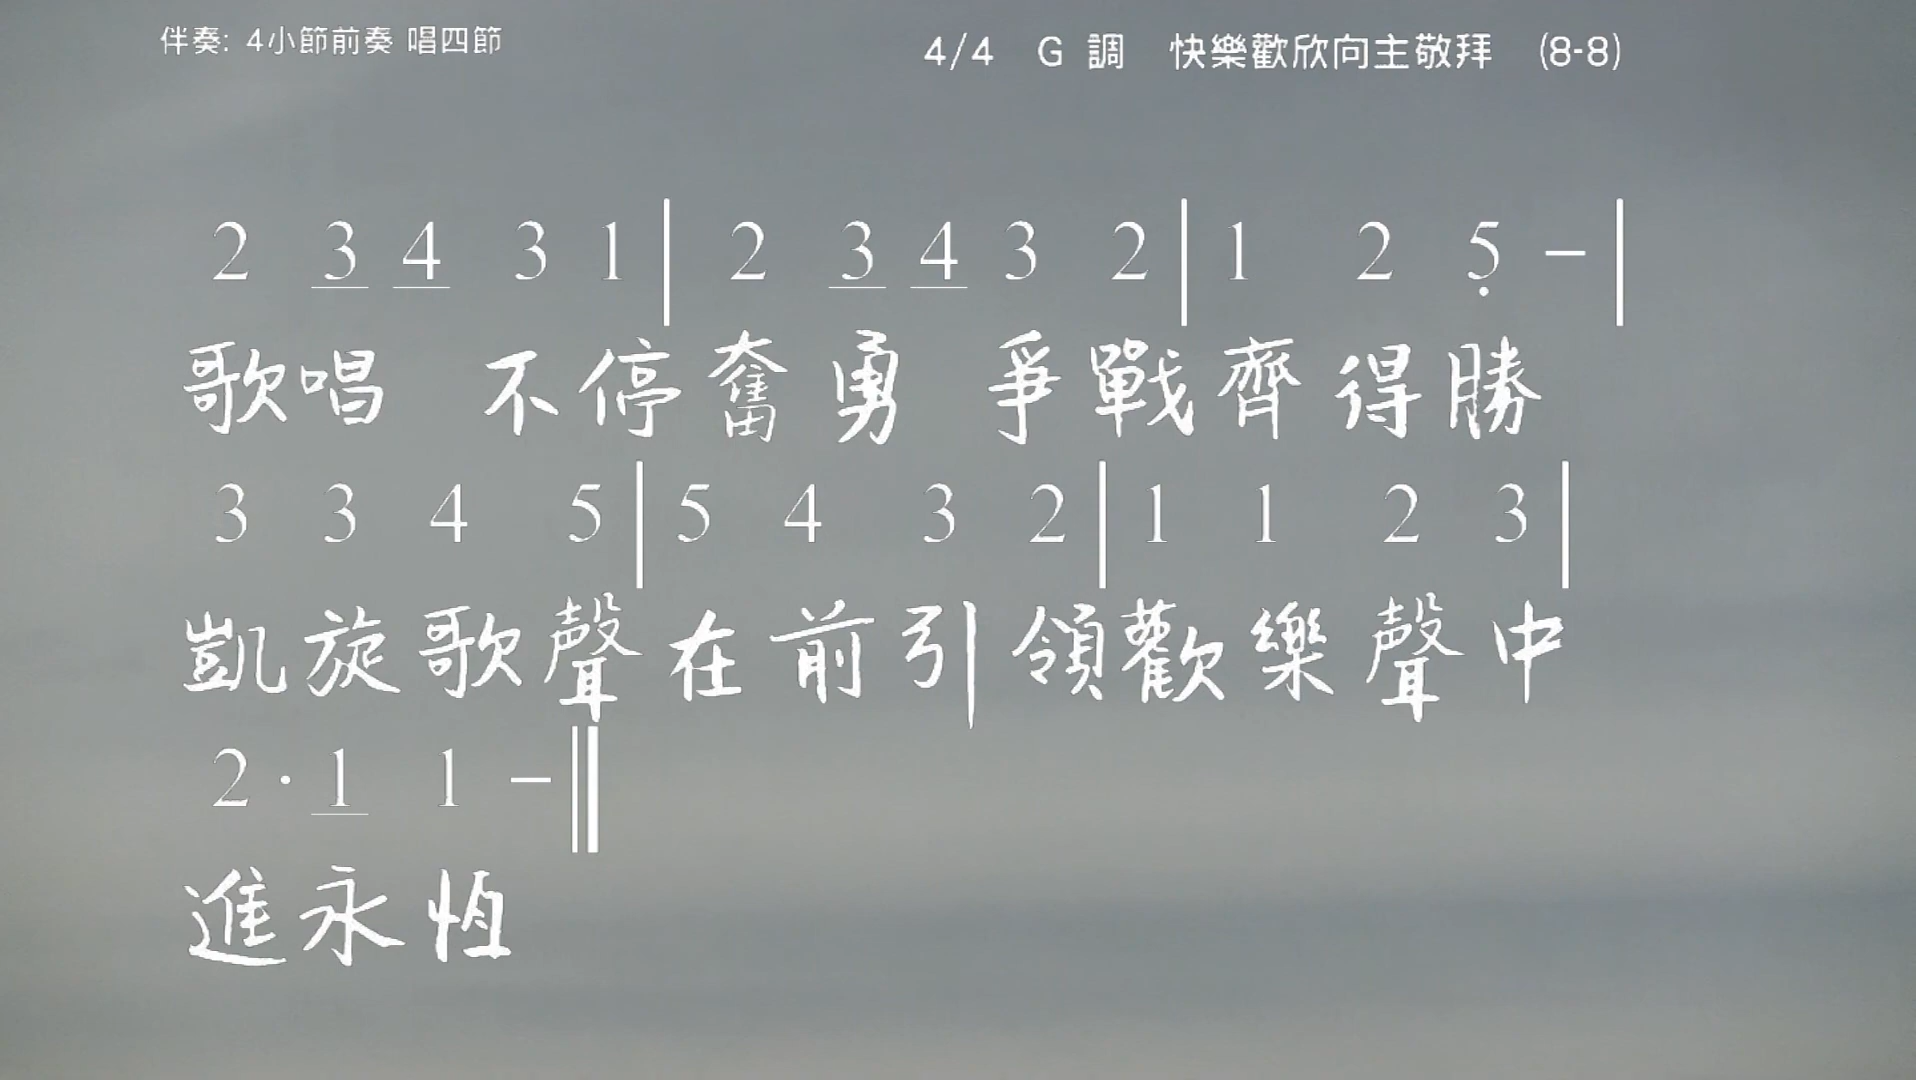 伴奏: 4小節前奏 唱四節
4/4 G 調 快樂歡欣向主敬拜 (8-8)
2 3 4 3 1 | 2 3 4 3 2 | 1 2 5 - |
歌唱 不停奮勇 爭戰齊得勝
3 3 4 5 | 5 4 3 2 | 1 1 2 3 |
凱旋歌聲在前引領歡樂聲中
2 · 1 1 - ||
進永恆